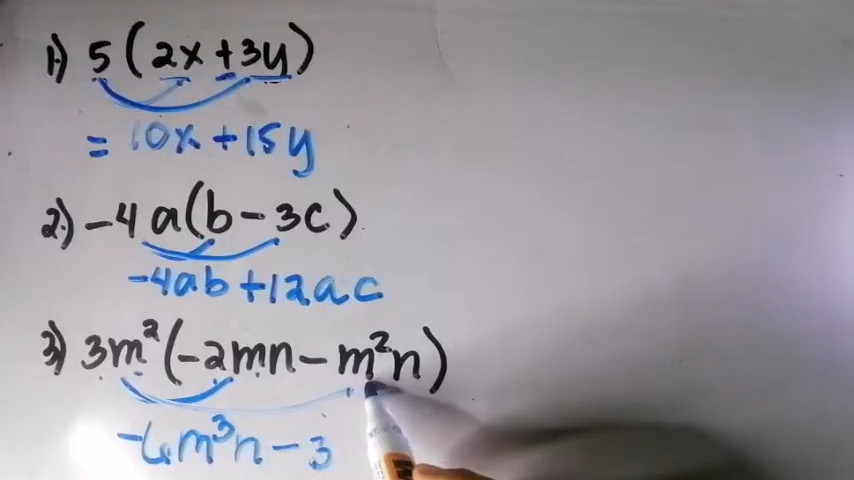 1) 5(2x+3y)
= 10x+15y
2.) -4a(b-3c)
-4ab+12ac
3) 3m²(-2mn-m²n)
-6m³n-3